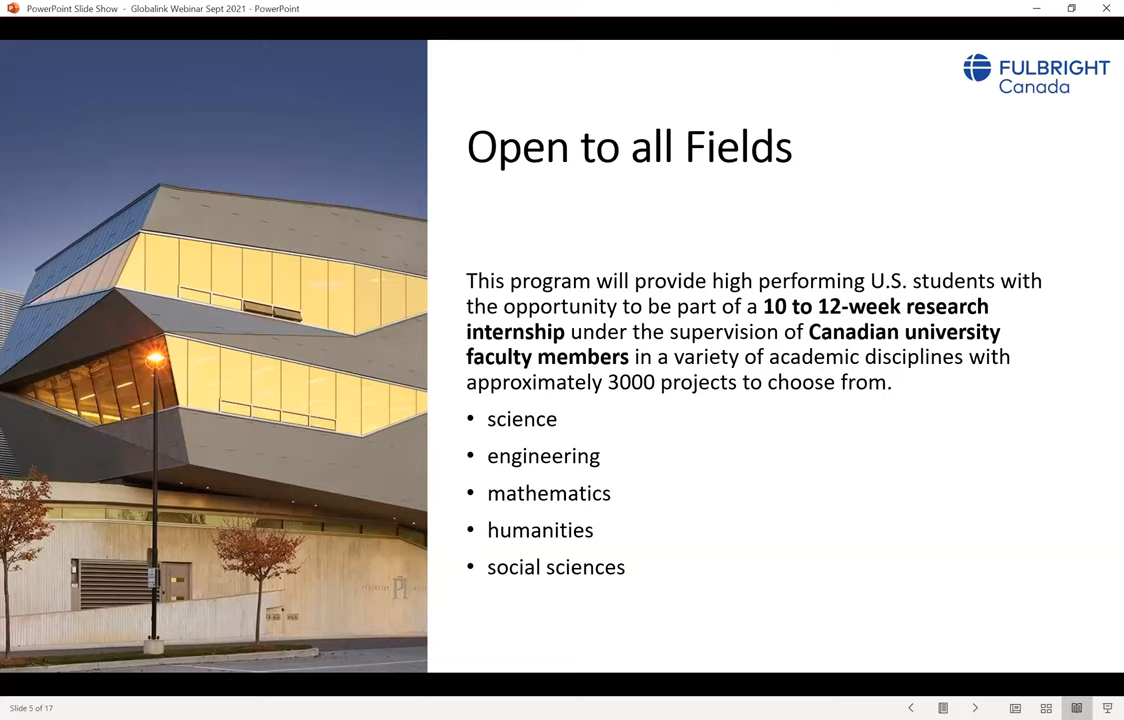 PowerPoint Slide Show - Globalink Webinar Sept 2021 - PowerPoint
FULBRIGHT
Canada
Open to all Fields
This program will provide high performing U.S. students with
the opportunity to be part of a 10 to 12-week research
internship under the supervision of Canadian university
faculty members in a variety of academic disciplines with
approximately 3000 projects to choose from.
• science
• engineering
• mathematics
• humanities
• social sciences
Slide 5 of 17